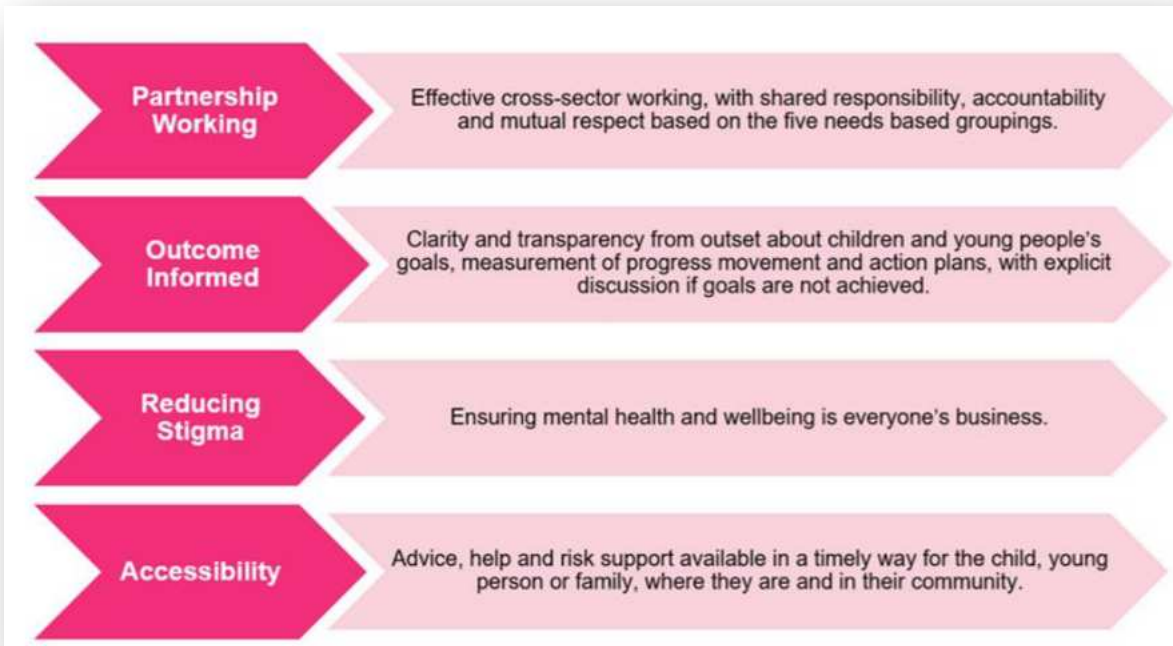 Partnership
Working
Effective cross-sector working, with shared responsibility, accountability
and mutual respect based on the five needs based groupings.
Outcome
Informed
Clarity and transparency from outset about children and young people's
goals, measurement of progress movement and action plans, with explicit
discussion if goals are not achieved.
Reducing
Stigma
Ensuring mental health and wellbeing is everyone's business.
Accessibility
Advice, help and risk support available in a timely way for the child, young
person or family, where they are and in their community.